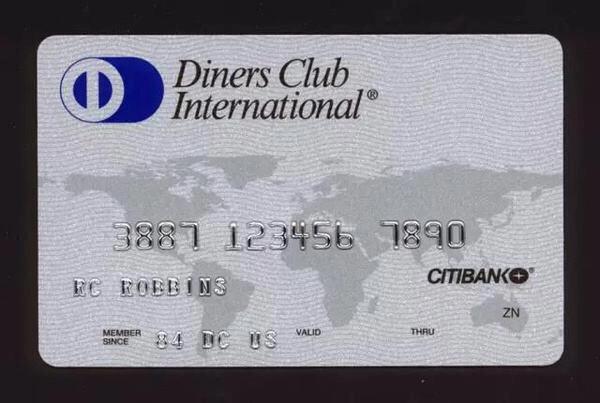 Diners Club
International®
3887 123456 7890
CITIBANK®
RC ROBBINS
ZN
MEMBER SINCE 84 DC US VALID THRU